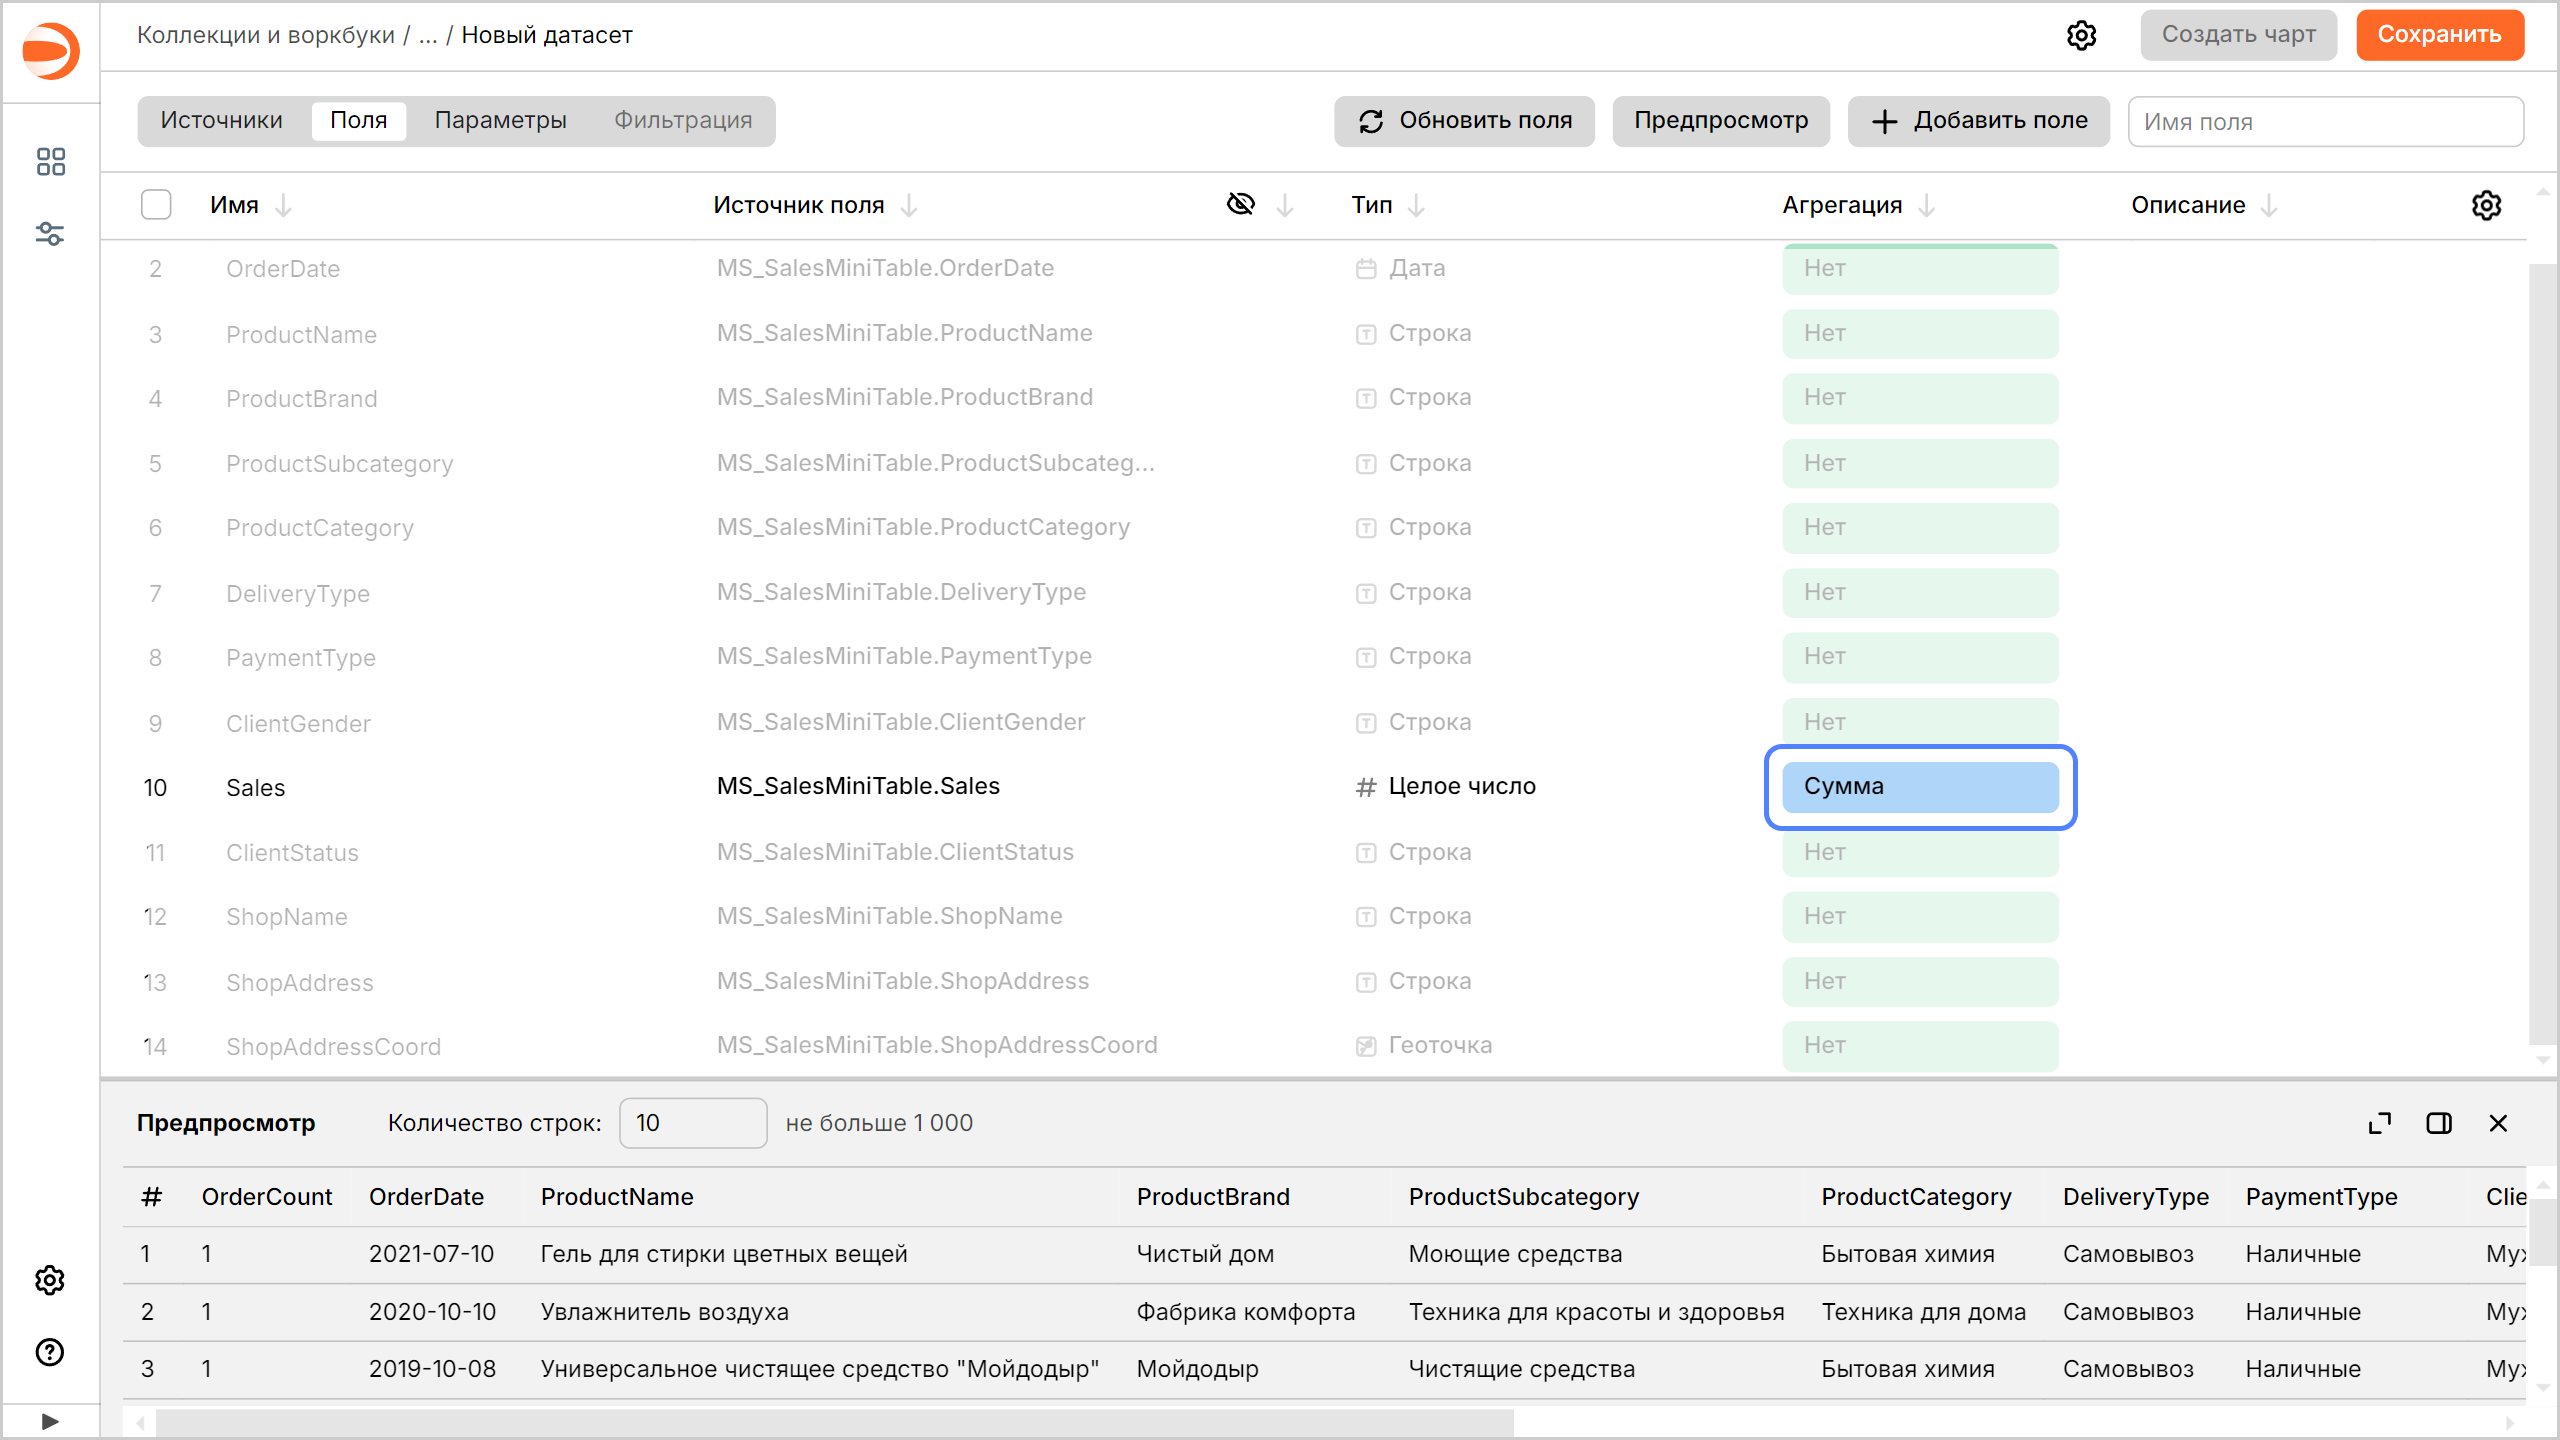 Коллекции и воркбуки / ... / Новый датасет
Создать чарт
Сохранить
Источники Поля Параметры Фильтрация
Обновить поля
Предпросмотр
Добавить поле
Имя поля
Имя Источник поля Тип Агрегация Описание
2 OrderDate MS_SalesMiniTable.OrderDate Дата Нет
3 ProductName MS_SalesMiniTable.ProductName Строка Нет
4 ProductBrand MS_SalesMiniTable.ProductBrand Строка Нет
5 ProductSubcategory MS_SalesMiniTable.ProductSubcateg... Строка Нет
6 ProductCategory MS_SalesMiniTable.ProductCategory Строка Нет
7 DeliveryType MS_SalesMiniTable.DeliveryType Строка Нет
8 PaymentType MS_SalesMiniTable.PaymentType Строка Нет
9 ClientGender MS_SalesMiniTable.ClientGender Строка Нет
10 Sales MS_SalesMiniTable.Sales Целое число Сумма
11 ClientStatus MS_SalesMiniTable.ClientStatus Строка Нет
12 ShopName MS_SalesMiniTable.ShopName Строка Нет
13 ShopAddress MS_SalesMiniTable.ShopAddress Строка Нет
14 ShopAddressCoord MS_SalesMiniTable.ShopAddressCoord Геоточка Нет
Предпросмотр Количество строк: 10 не больше 1 000
# OrderCount OrderDate ProductName ProductBrand ProductSubcategory ProductCategory DeliveryType PaymentType Clie
1 1 2021-07-10 Гель для стирки цветных вещей Чистый дом Моющие средства Бытовая химия Самовывоз Наличные Му
2 1 2020-10-10 Увлажнитель воздуха Фабрика комфорта Техника для красоты и здоровья Техника для дома Самовывоз Наличные Му
3 1 2019-10-08 Универсальное чистящее средство "Мойдодыр" Мойдодыр Чистящие средства Бытовая химия Самовывоз Наличные Му